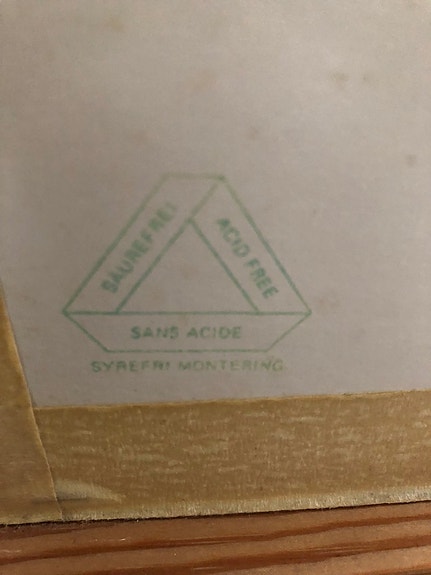 SÄUREFREI
ACID FREE
SANS ACIDE
SYREFRI MONTERING